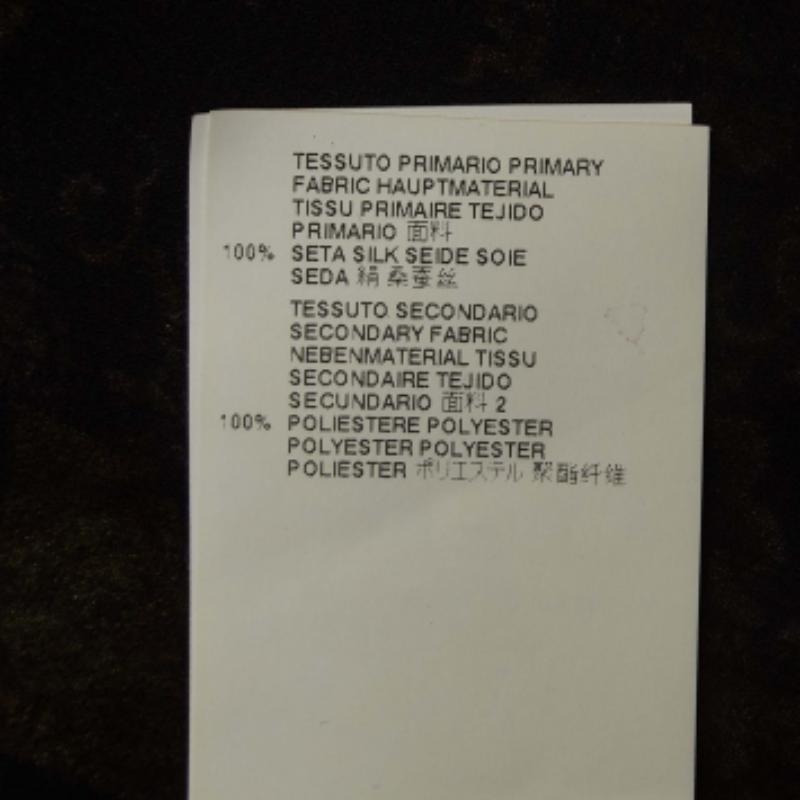 TESSUTO PRIMARIO PRIMARY
FABRIC HAUPTMATERIAL
TISSU PRIMAIRE TEJIDO
PRIMARIO 面料
100% SETA SILK SEIDE SOIE
SEDA 絹 桑蚕丝
TESSUTO SECONDARIO
SECONDARY FABRIC
NEBENMATERIAL TISSU
SECONDAIRE TEJIDO
SECUNDARIO 面料 2
100% POLIESTERE POLYESTER
POLYESTER POLYESTER
POLIESTER ポリエステル 聚酯纤维